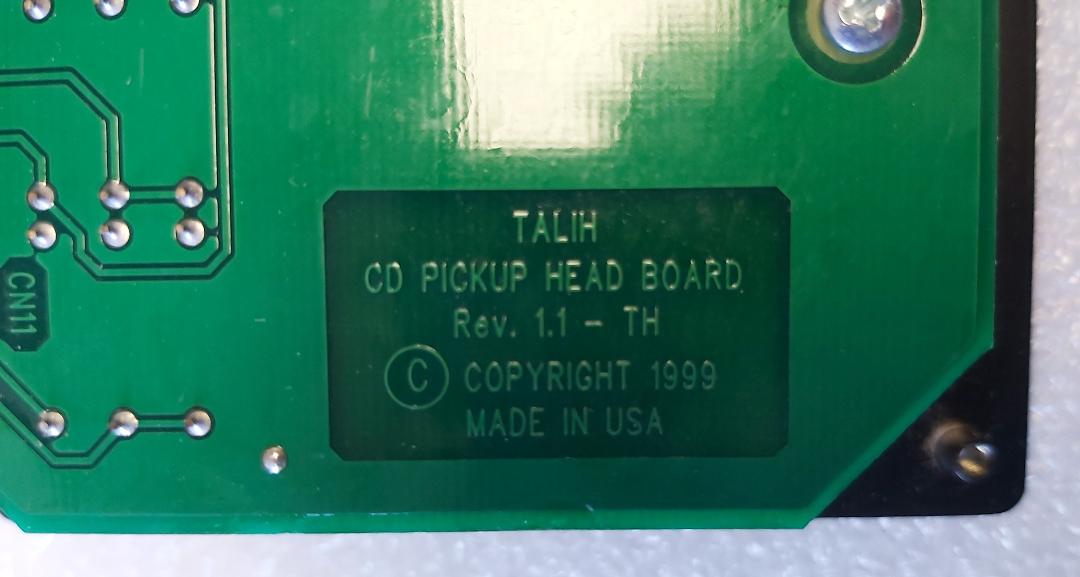 TALIH
CD PICKUP HEAD BOARD
Rev. 1.1 - TH
© COPYRIGHT 1999
MADE IN USA
CN11